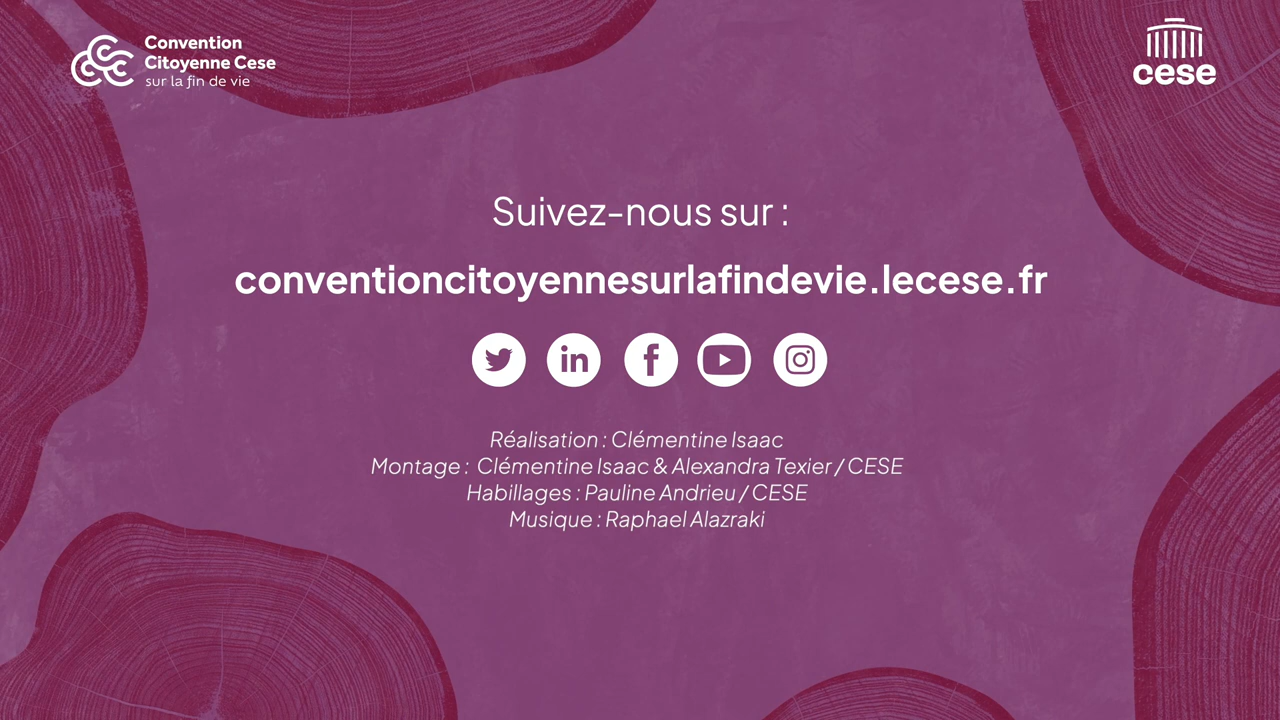 Convention
Citoyenne Cese
sur la fin de vie
cese
Suivez-nous sur :
conventioncitoyennesurlafindevie.lecese.fr
in f
Réalisation : Clémentine Isaac
Montage : Clémentine Isaac & Alexandra Texier / CESE
Habillages : Pauline Andrieu / CESE
Musique : Raphael Alazraki